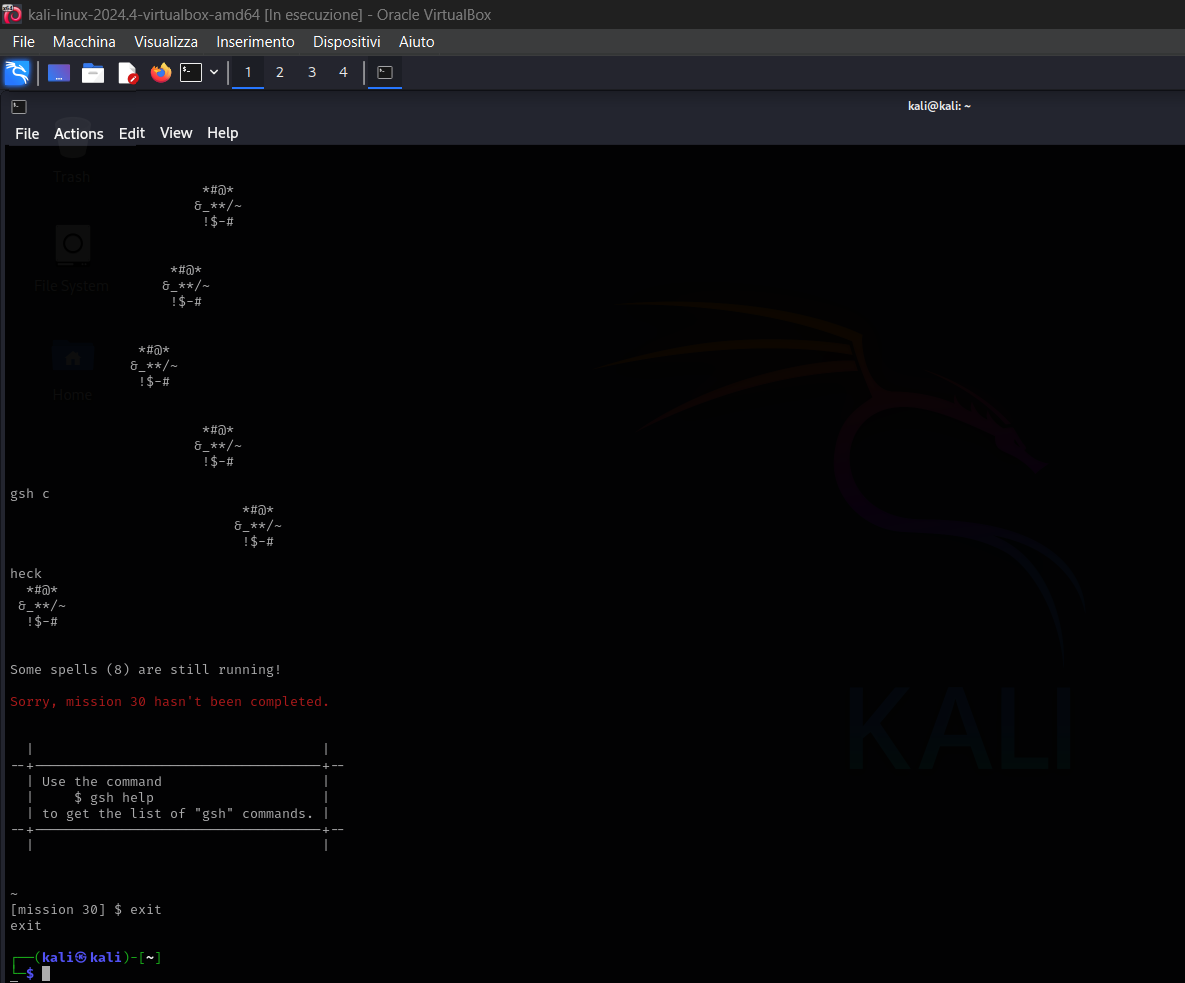 kali-linux-2024.4-virtualbox-amd64 [In esecuzione] - Oracle VirtualBox
File Macchina Visualizza Inserimento Dispositivi Aiuto
1 2 3 4
kali@kali: ~
File Actions Edit View Help
Trash
*#@*
&_**/~
!$-#
File System
*#@*
&_**/~
!$-#
*#@*
&_**/~
!$-#
Home
*#@*
&_**/~
!$-#
gsh c
*#@*
&_**/~
!$-#
heck
*#@*
&_**/~
!$-#
Some spells (8) are still running!
Sorry, mission 30 hasn't been completed.
Use the command
$ gsh help
to get the list of "gsh" commands.
~
[mission 30] $ exit
exit
(kali㉿kali)-[~]
$
KALI